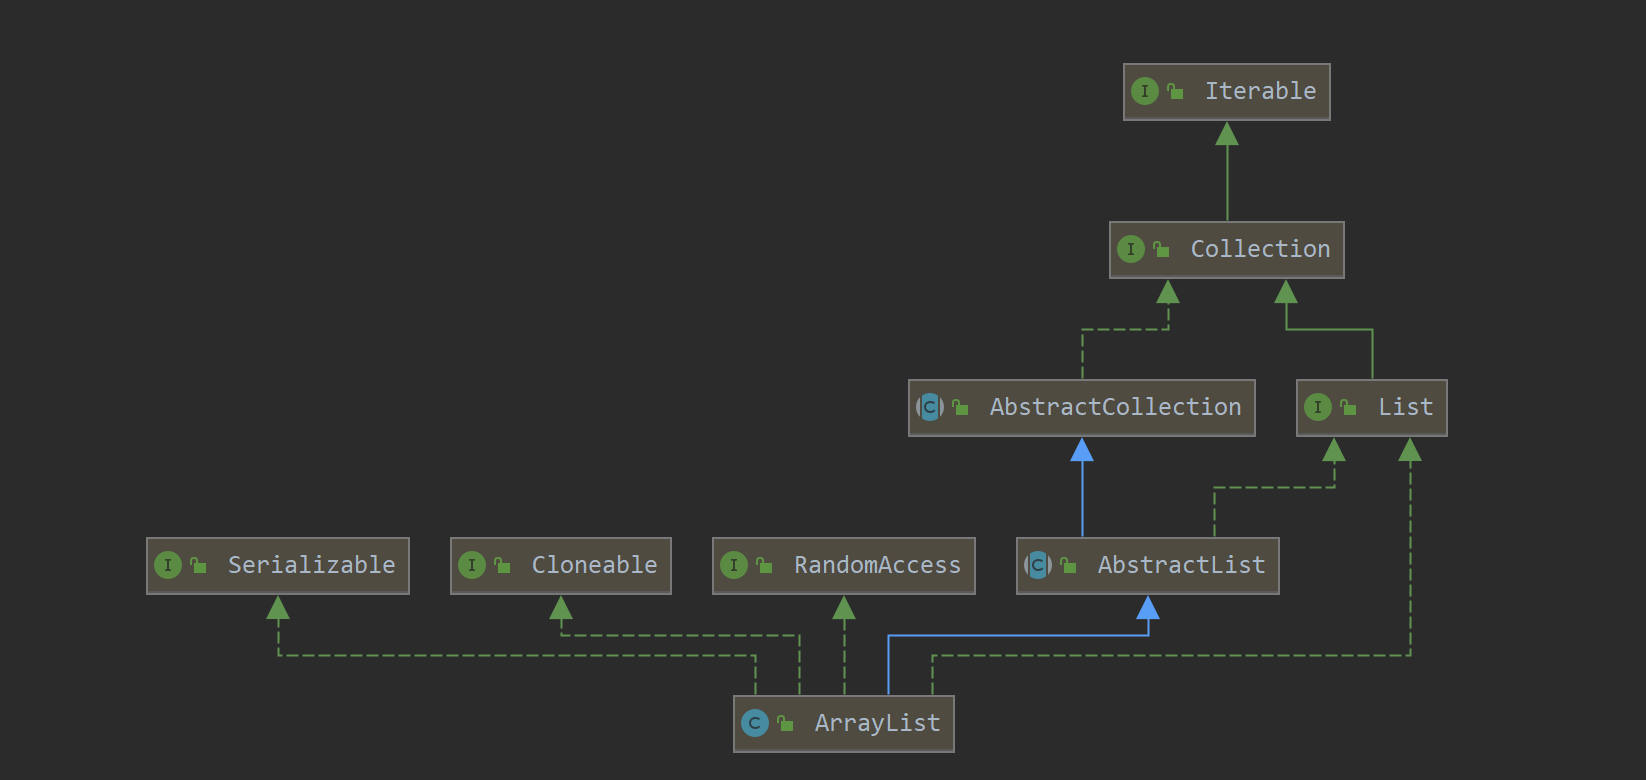 I Iterable
I Collection
C AbstractCollection
I List
I Serializable
I Cloneable
I RandomAccess
C AbstractList
C ArrayList